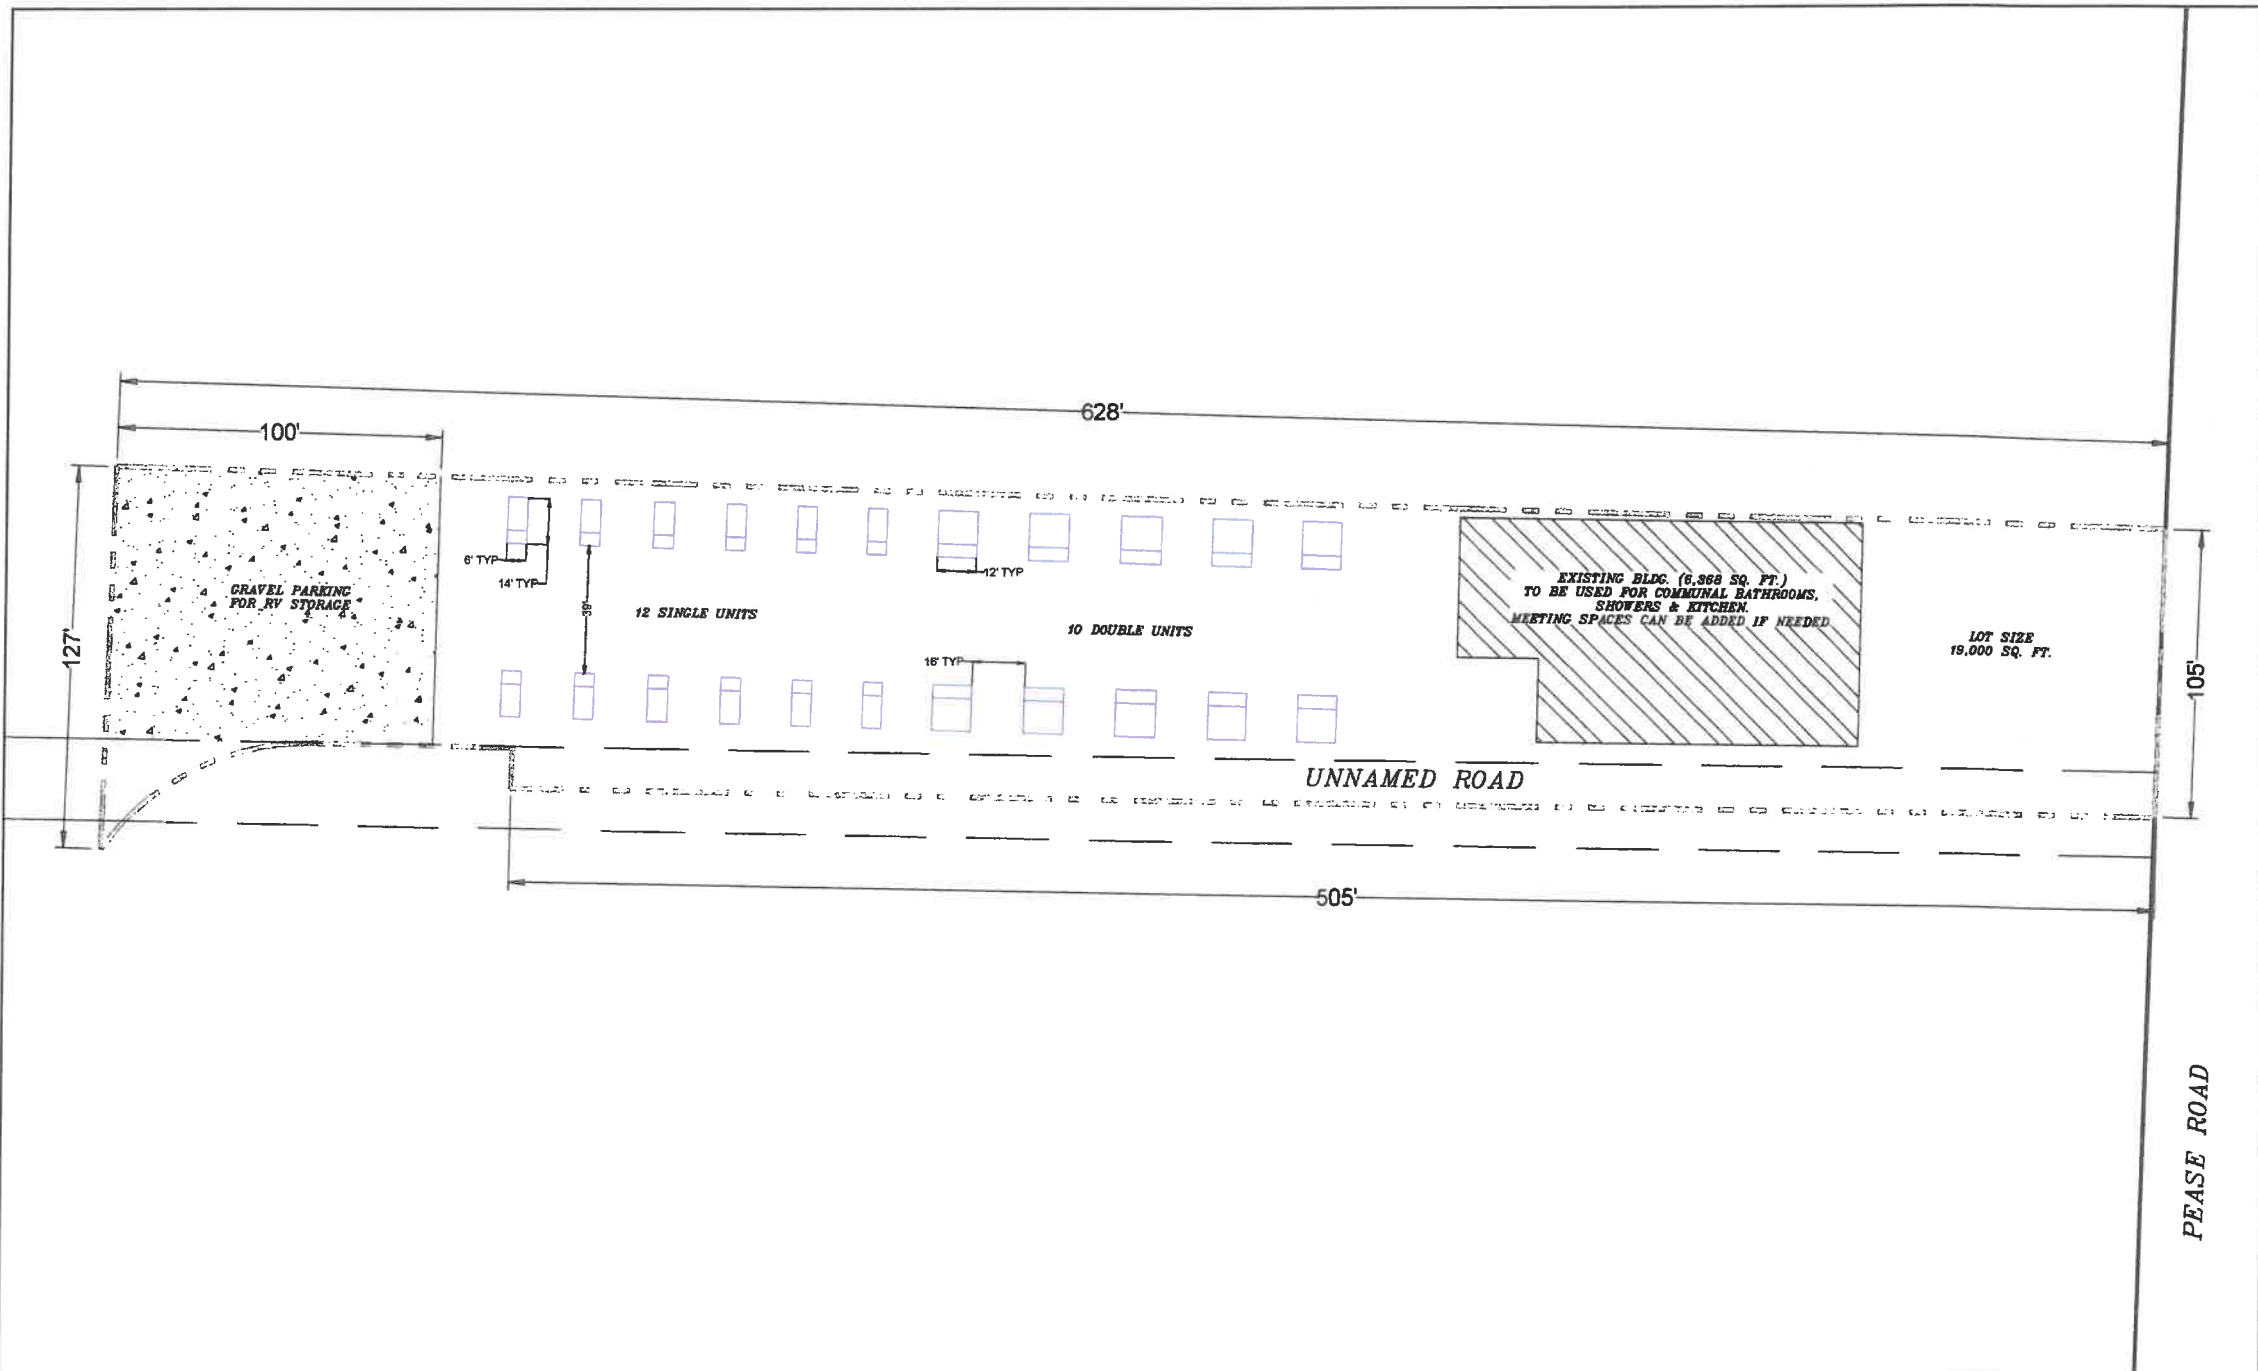 628'
100'
6' TYP
14' TYP
12' TYP
127'
GRAVEL PARKING
FOR RV STORAGE
39'
12 SINGLE UNITS
10 DOUBLE UNITS
16' TYP
EXISTING BLDG. (6,368 SQ. FT.)
TO BE USED FOR COMMUNAL BATHROOMS,
SHOWERS & KITCHEN.
MEETING SPACES CAN BE ADDED IF NEEDED
LOT SIZE
19,000 SQ. FT.
105'
UNNAMED ROAD
505'
PEASE ROAD